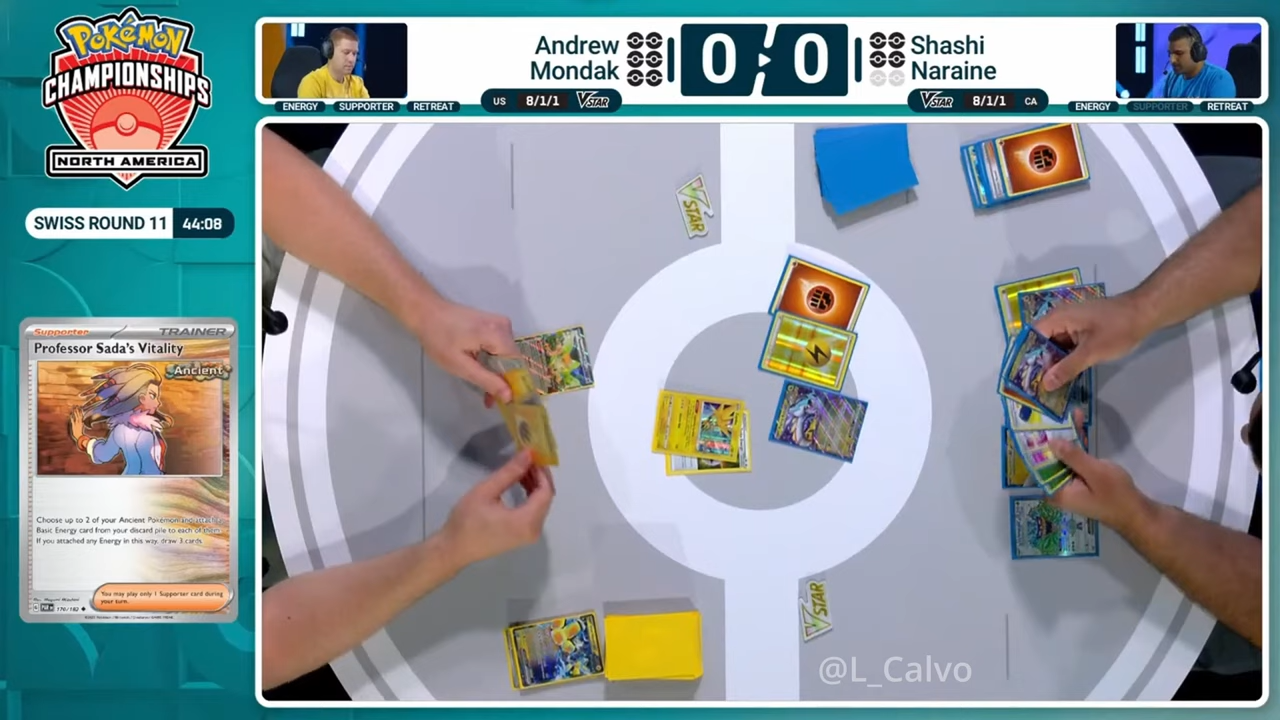 POKéMON
CHAMPIONSHIPS
NORTH AMERICA
SWISS ROUND 11 44:08
Andrew
Mondak
0 0
Shashi
Naraine
ENERGY SUPPORTER RETREAT
US 8/1/1 VSTAR
VSTAR 8/1/1 CA
ENERGY SUPPORTER RETREAT
Supporter TRAINER
Professor Sada's Vitality
Ancient
Choose up to 2 of your Ancient Pokémon and attach a
Basic Energy card from your discard pile to each of them.
If you attached any Energy in this way, draw 3 cards.
You may play only 1 Supporter card during
your turn.
170/182
V STAR
V STAR
@L_Calvo